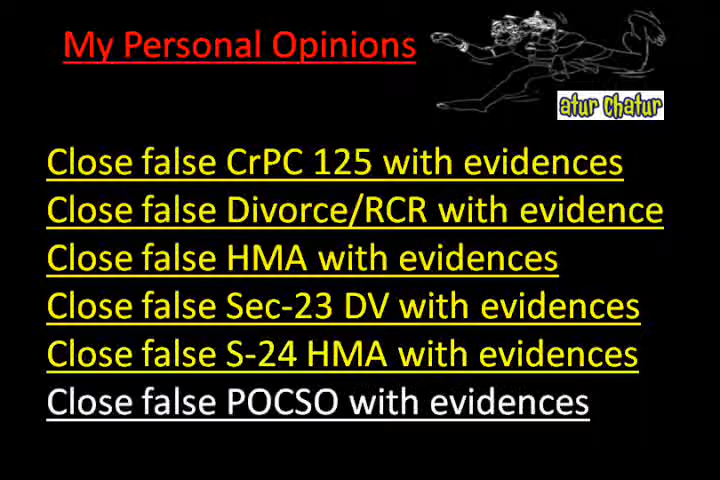 My Personal Opinions
atur Chatur
Close false CrPC 125 with evidences
Close false Divorce/RCR with evidence
Close false HMA with evidences
Close false Sec-23 DV with evidences
Close false S-24 HMA with evidences
Close false POCSO with evidences